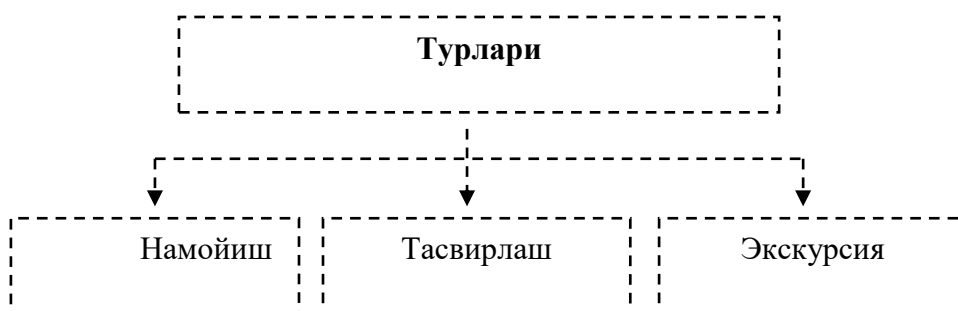 Турлари
Намойиш
Тасвирлаш
Экскурсия